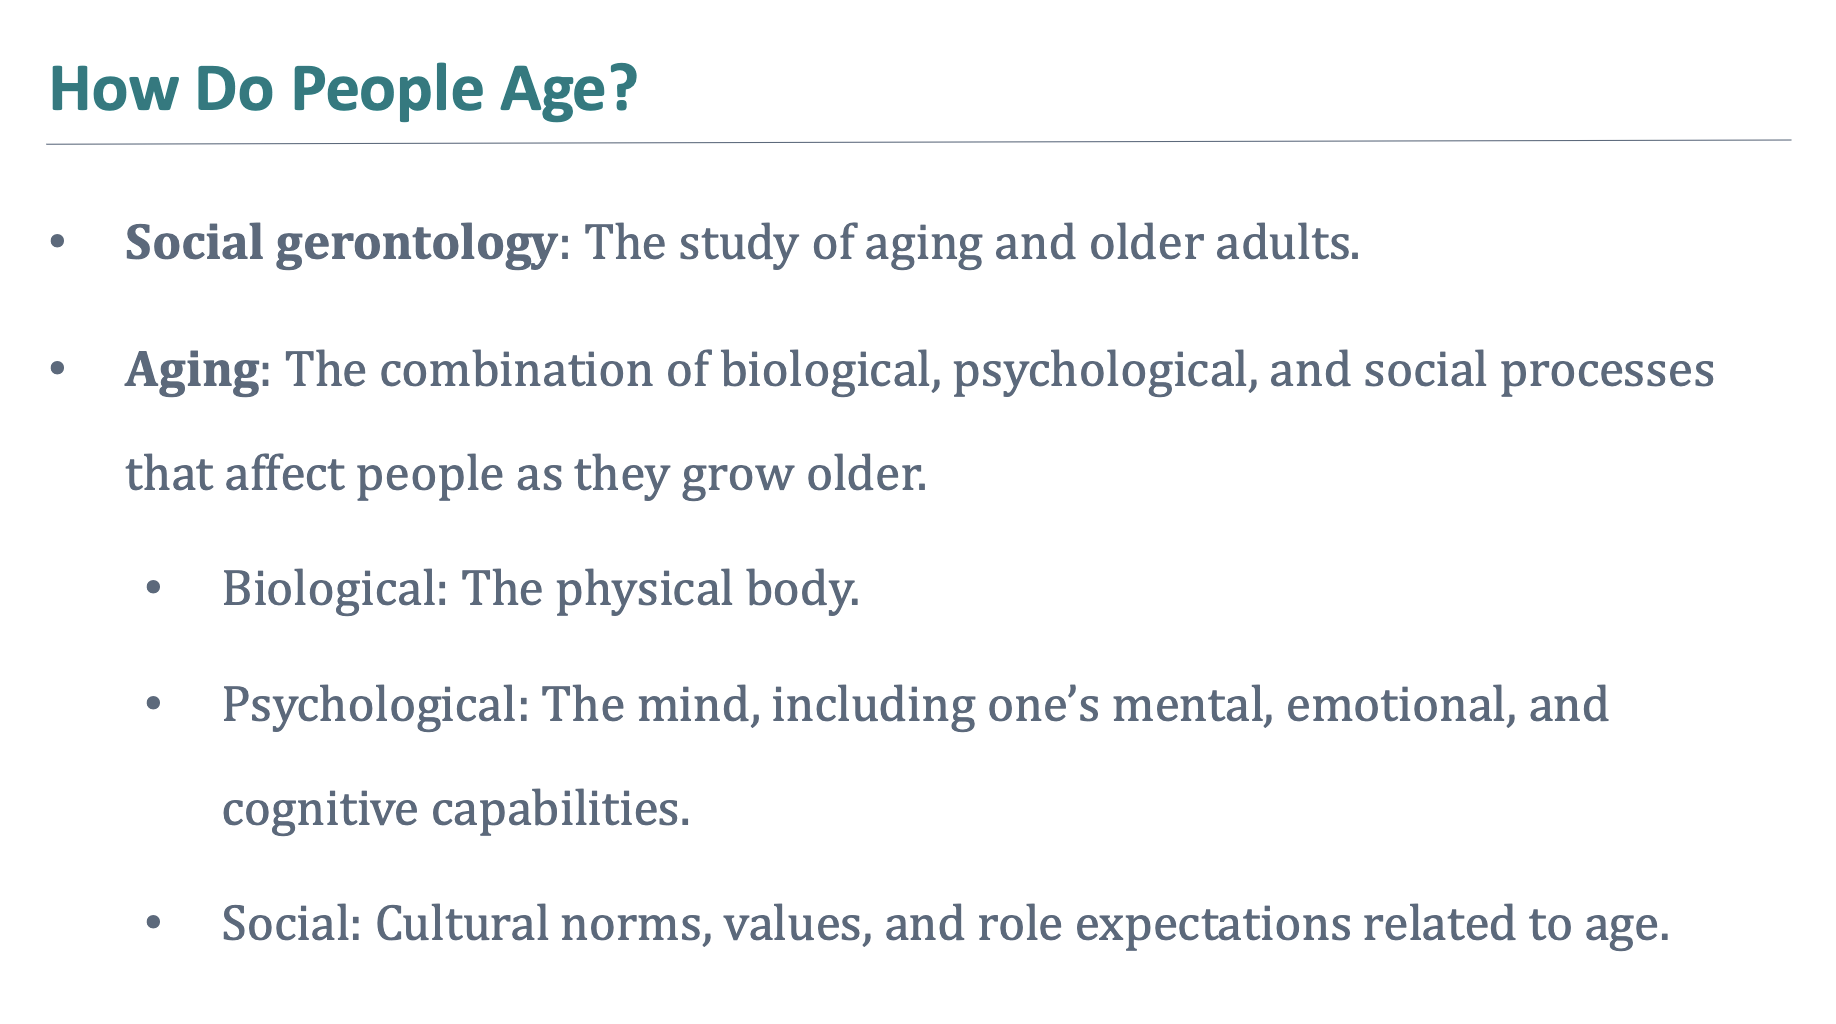 How Do People Age?
• Social gerontology: The study of aging and older adults.
• Aging: The combination of biological, psychological, and social processes
that affect people as they grow older.
• Biological: The physical body.
• Psychological: The mind, including one’s mental, emotional, and
cognitive capabilities.
• Social: Cultural norms, values, and role expectations related to age.